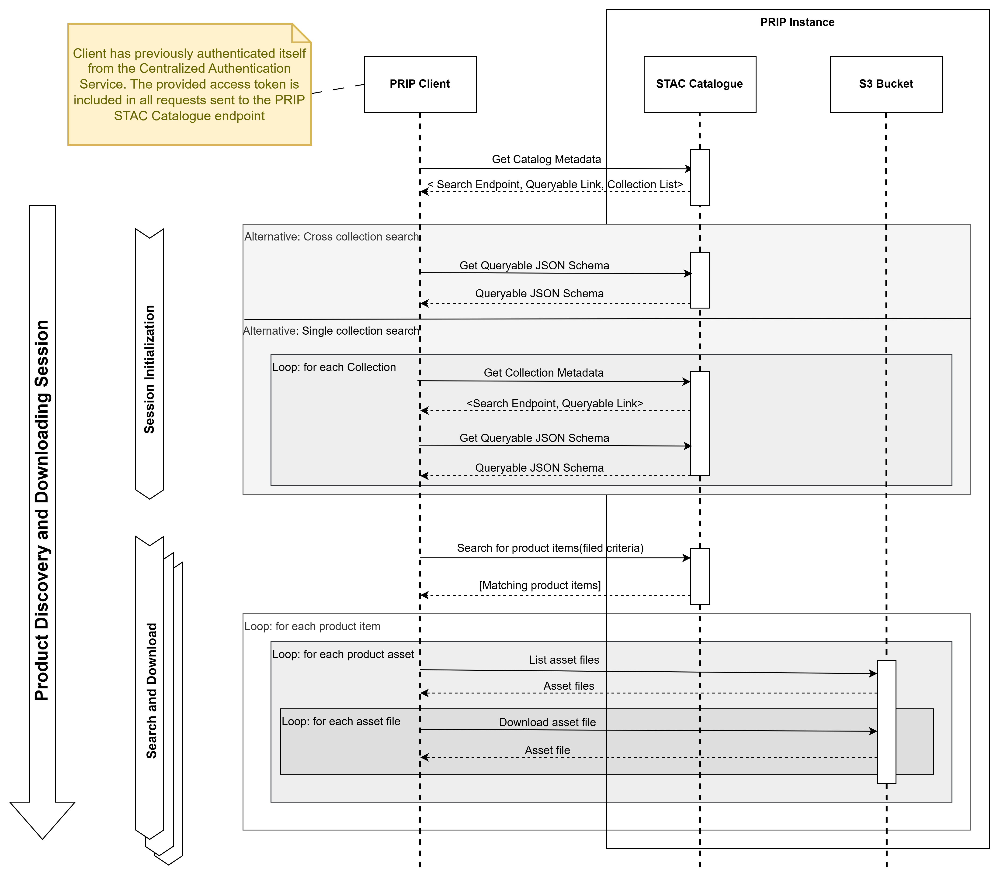 PRIP Instance
Client has previously authenticated itself
from the Centralized Authentication
Service. The provided access token is
included in all requests sent to the PRIP
STAC Catalogue endpoint
PRIP Client
STAC Catalogue
S3 Bucket
Get Catalog Metadata
< Search Endpoint, Queryable Link, Collection List>
Product Discovery and Downloading Session
Session Initialization
Alternative: Cross collection search
Get Queryable JSON Schema
Queryable JSON Schema
Alternative: Single collection search
Loop: for each Collection
Get Collection Metadata
<Search Endpoint, Queryable Link>
Get Queryable JSON Schema
Queryable JSON Schema
Search and Download
Search for product items(filed criteria)
[Matching product items]
Loop: for each product item
Loop: for each product asset
List asset files
Asset files
Loop: for each asset file
Download asset file
Asset file